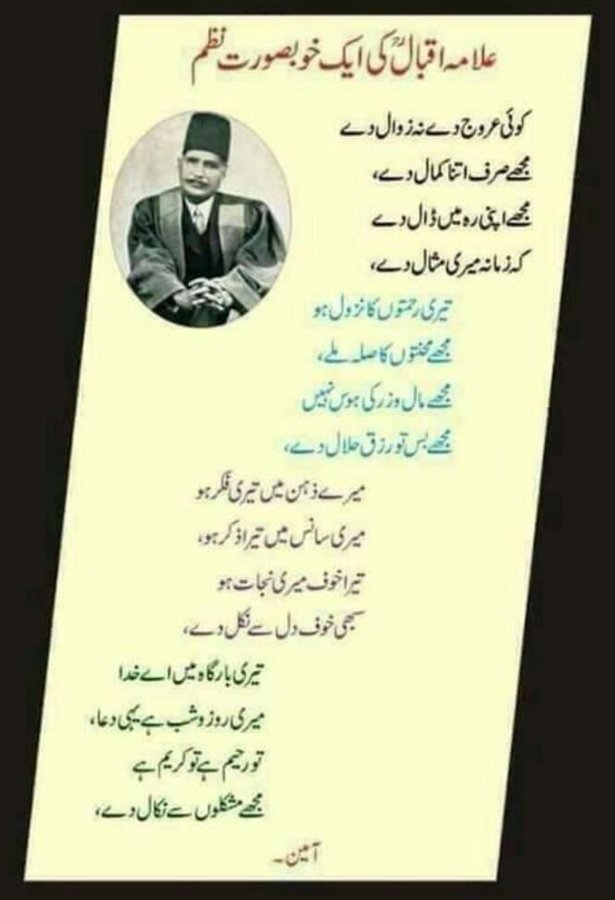 علامہ اقبالؒ کی ایک خوبصورت نظم
کوئی عروج دے نہ زوال دے
مجھے صرف اتنا کمال دے،
مجھے اپنی رہ میں ڈال دے
کہ زمانہ میری مثال دے،
تیری رحمتوں کا نزول ہو
مجھے محنتوں کا صلہ ملے،
مجھے مال و زر کی ہوس نہیں
مجھے بس تو رزق حلال دے،
میرے ذہن میں تیری فکر ہو
میری سانس میں تیرا ذکر ہو،
تیرا خوف میری نجات ہو
سبھی خوف دل سے نکل دے،
تیری بارگاہ میں اے خدا
میری روز و شب ہے یہی دعا،
تو رحیم ہے تو کریم ہے
مجھے مشکلوں سے نکال دے،
آمین۔